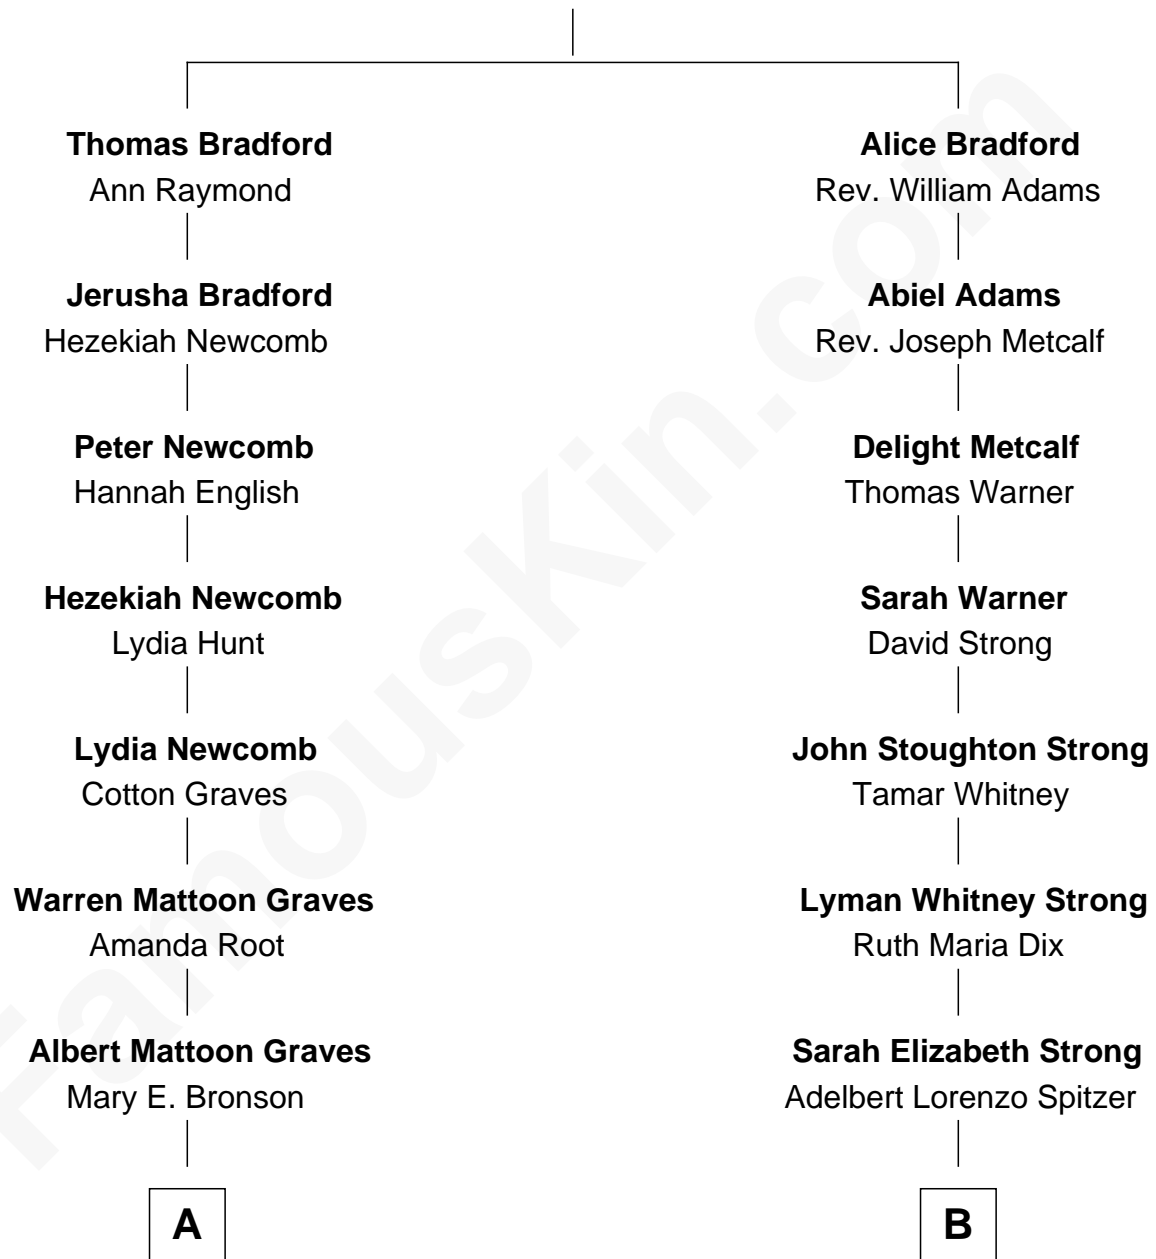 Thomas Bradford
Ann Raymond
Jerusha Bradford
Hezekiah Newcomb
Peter Newcomb
Hannah English
Hezekiah Newcomb
Lydia Hunt
Lydia Newcomb
Cotton Graves
Warren Mattoon Graves
Amanda Root
Albert Mattoon Graves
Mary E. Bronson
A
Alice Bradford
Rev. William Adams
Abiel Adams
Rev. Joseph Metcalf
Delight Metcalf
Thomas Warner
Sarah Warner
David Strong
John Stoughton Strong
Tamar Whitney
Lyman Whitney Strong
Ruth Maria Dix
Sarah Elizabeth Strong
Adelbert Lorenzo Spitzer
B
FamousKin.com